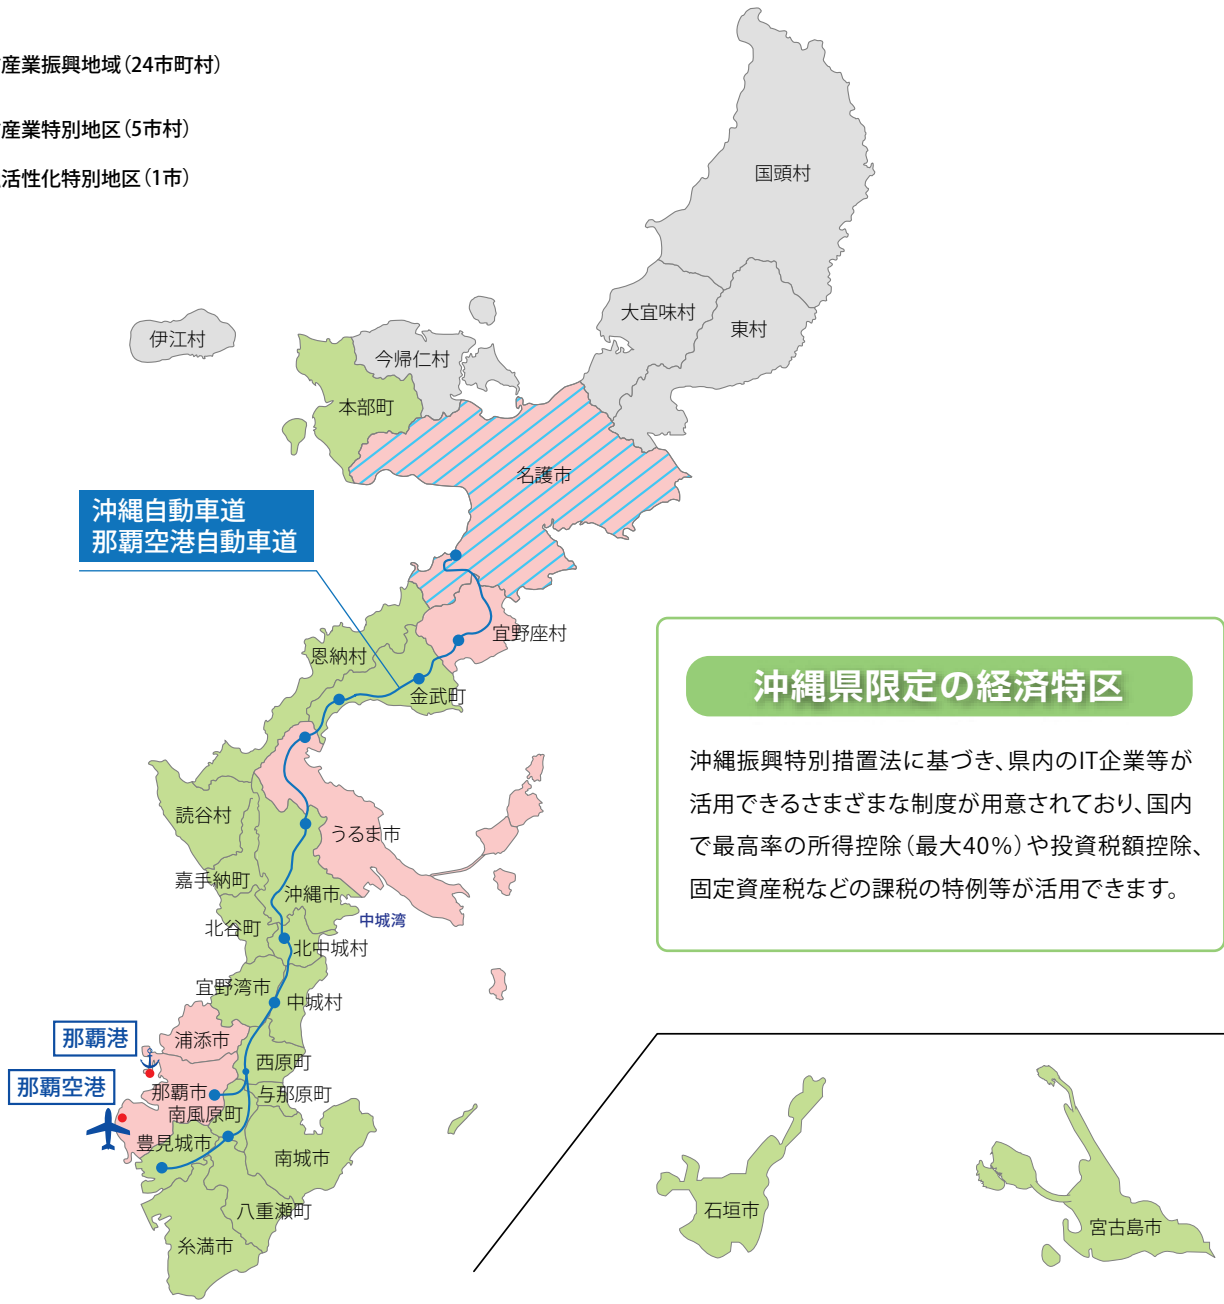 産業振興地域（24市町村）
産業特別地区（5市村）
活性化特別地区（1市）
国頭村
大宜味村
東村
伊江村
今帰仁村
本部町
名護市
沖縄自動車道
那覇空港自動車道
宜野座村
恩納村
金武町
読谷村
うるま市
嘉手納町
沖縄市
北谷町
中城湾
北中城村
宜野湾市
中城村
那覇港
浦添市
西原町
那覇空港
那覇市
与那原町
南風原町
豊見城市
南城市
八重瀬町
糸満市
沖縄県限定の経済特区
沖縄振興特別措置法に基づき、県内のIT企業等が
活用できるさまざまな制度が用意されており、国内
で最高率の所得控除（最大40%）や投資税額控除、
固定資産税などの課税の特例等が活用できます。
石垣市
宮古島市